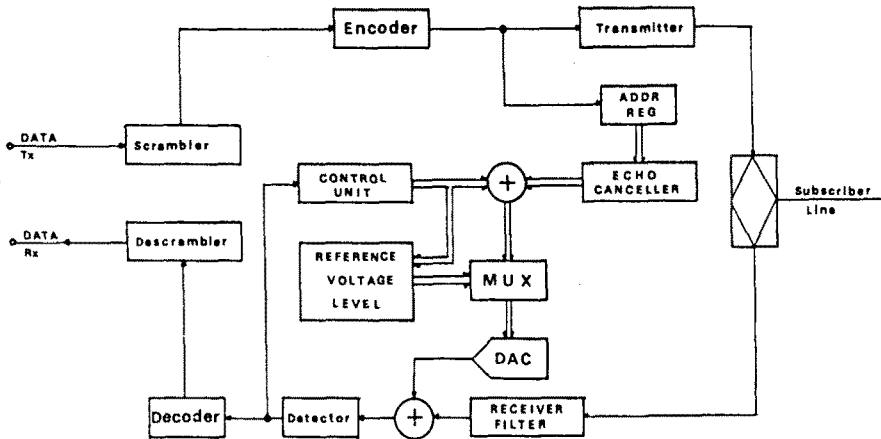 Encoder
Transmitter
ADDR
REG
DATA
Tx
Scrambler
CONTROL
UNIT
+
ECHO
CANCELLER
Subscriber
Line
DATA
Rx
Descrambler
REFERENCE
VOLTAGE
LEVEL
MUX
DAC
Decoder
Detector
+
RECEIVER
FILTER